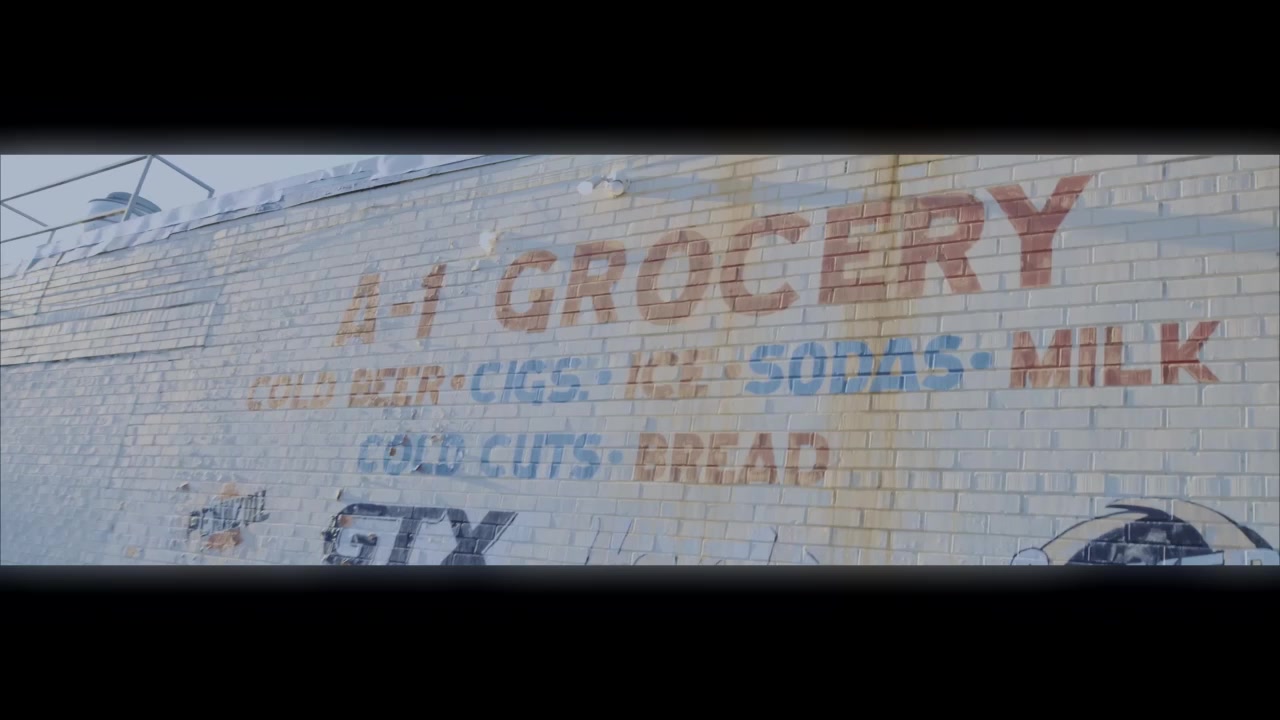 A-1 GROCERY
COLD BEER • CIGS. • ICE • SODAS • MILK
COLD CUTS • BREAD
GTX